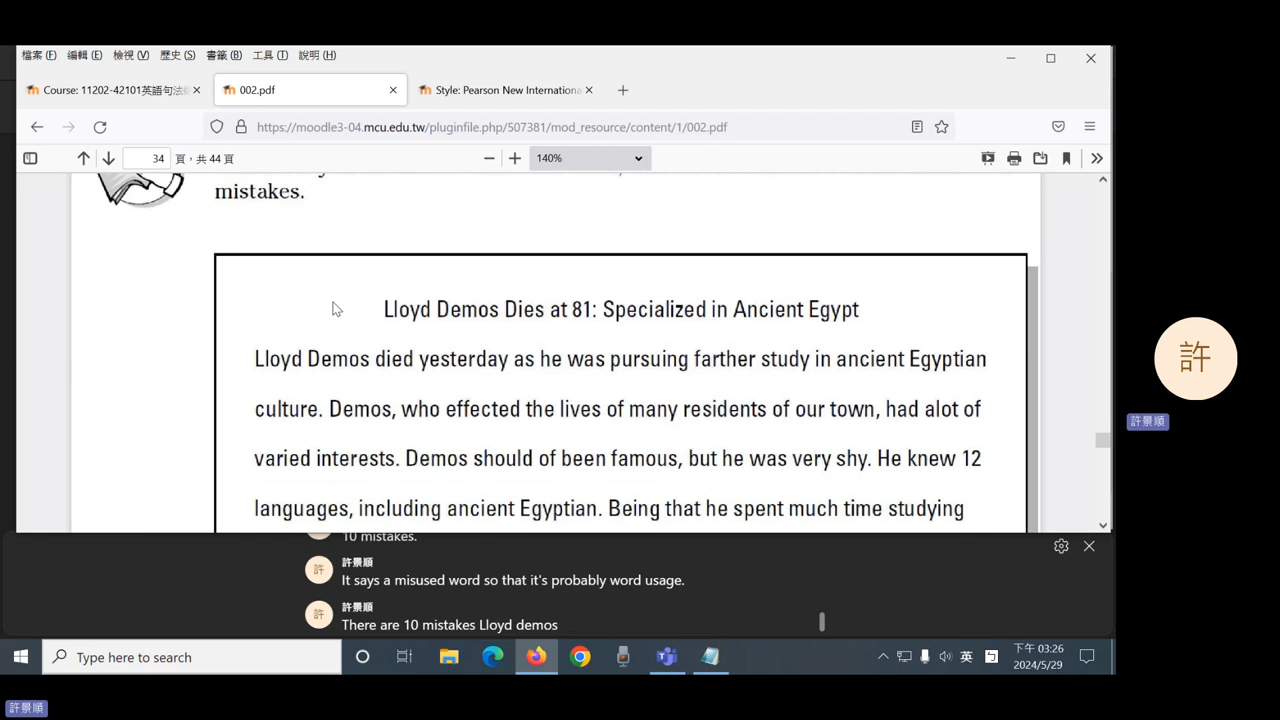 檔案 (F) 編輯 (E) 檢視 (V) 歷史 (S) 書籤 (B) 工具 (T) 說明 (H)
Course: 11202-42101英語句法
002.pdf
Style: Pearson New Internationa
https://moodle3-04.mcu.edu.tw/pluginfile.php/507381/mod_resource/content/1/002.pdf
34 頁，共 44 頁
140%
mistakes.
Lloyd Demos Dies at 81: Specialized in Ancient Egypt
Lloyd Demos died yesterday as he was pursuing farther study in ancient Egyptian
culture. Demos, who effected the lives of many residents of our town, had alot of
varied interests. Demos should of been famous, but he was very shy. He knew 12
languages, including ancient Egyptian. Being that he spent much time studying
10 mistakes.
許景順
許
It says a misused word so that it's probably word usage.
許景順
許
There are 10 mistakes Lloyd demos
許
許景順
Type here to search
英
下午 03:26
2024/5/29
許景順